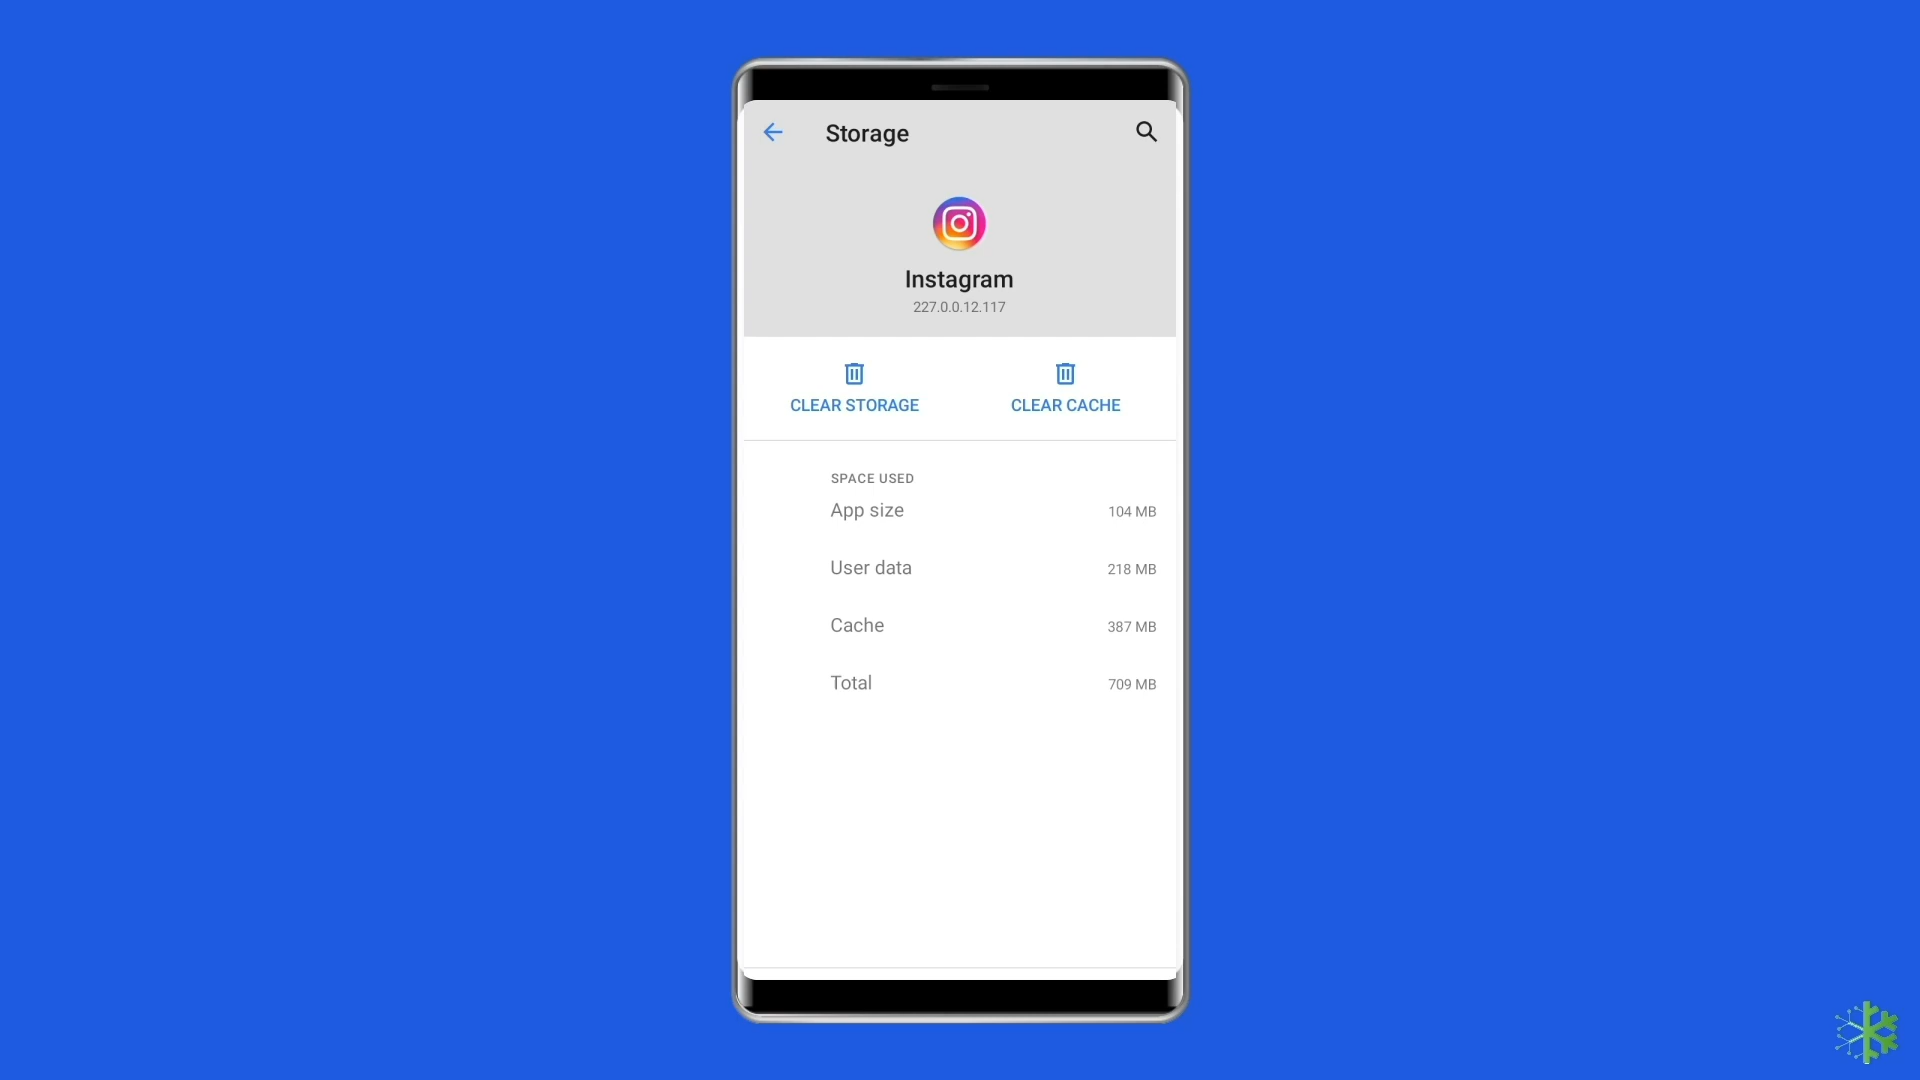 Storage
Instagram
227.0.0.12.117
CLEAR STORAGE
CLEAR CACHE
SPACE USED
App size 104 MB
User data 218 MB
Cache 387 MB
Total 709 MB